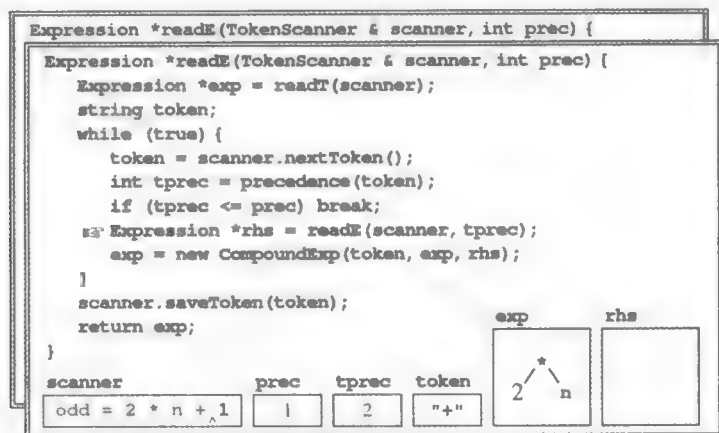 Expression *readE(TokenScanner & scanner, int prec) {
Expression *readE(TokenScanner & scanner, int prec) {
Expression *exp = readT(scanner);
string token;
while (true) {
token = scanner.nextToken();
int tprec = precedence(token);
if (tprec <= prec) break;
☞ Expression *rhs = readE(scanner, tprec);
exp = new CompoundExp(token, exp, rhs);
}
scanner.saveToken(token);
return exp;
}
exp rhs
*
2 n
scanner prec tprec token
odd = 2 * n +^ 1 1 2 "+"